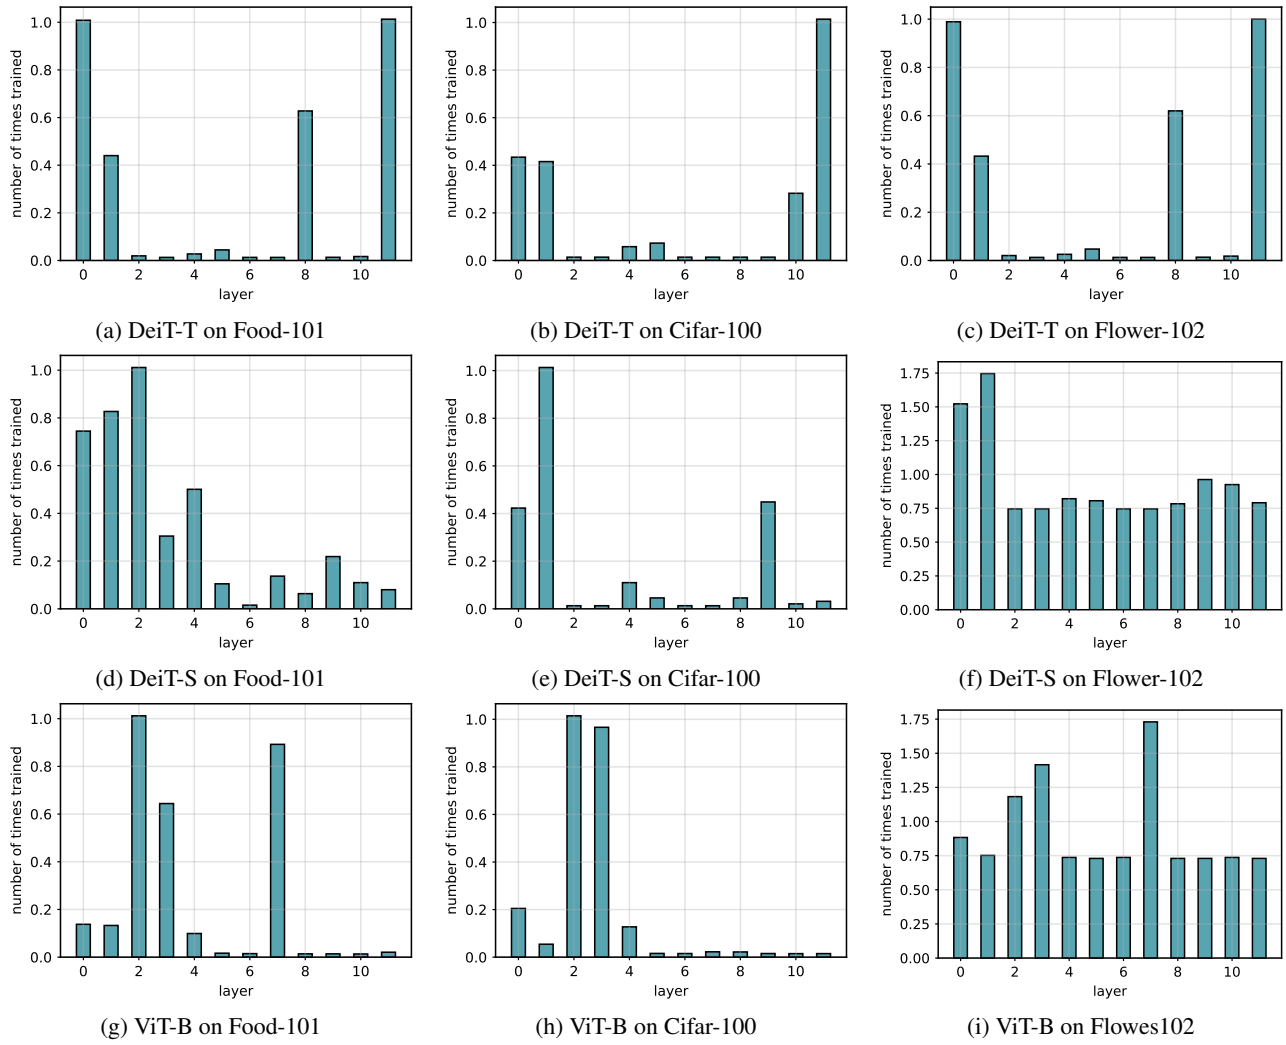 1.0
0.8
0.6
0.4
0.2
0.0
number of times trained
0 2 4 6 8 10
layer
(a) DeiT-T on Food-101
1.0
0.8
0.6
0.4
0.2
0.0
number of times trained
0 2 4 6 8 10
layer
(b) DeiT-T on Cifar-100
1.0
0.8
0.6
0.4
0.2
0.0
number of times trained
0 2 4 6 8 10
layer
(c) DeiT-T on Flower-102
1.0
0.8
0.6
0.4
0.2
0.0
number of times trained
0 2 4 6 8 10
layer
(d) DeiT-S on Food-101
1.0
0.8
0.6
0.4
0.2
0.0
number of times trained
0 2 4 6 8 10
layer
(e) DeiT-S on Cifar-100
1.75
1.50
1.25
1.00
0.75
0.50
0.25
0.00
number of times trained
0 2 4 6 8 10
layer
(f) DeiT-S on Flower-102
1.0
0.8
0.6
0.4
0.2
0.0
number of times trained
0 2 4 6 8 10
layer
(g) ViT-B on Food-101
1.0
0.8
0.6
0.4
0.2
0.0
number of times trained
0 2 4 6 8 10
layer
(h) ViT-B on Cifar-100
1.75
1.50
1.25
1.00
0.75
0.50
0.25
0.00
number of times trained
0 2 4 6 8 10
layer
(i) ViT-B on Flowes102